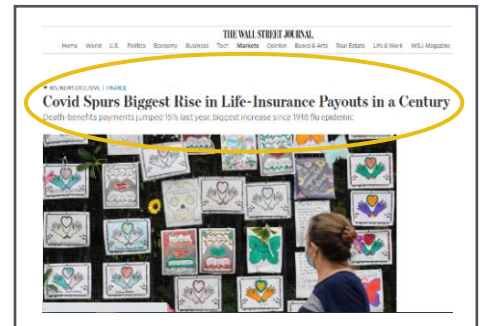 THE WALL STREET JOURNAL.
Home World U.S. Politics Economy Business Tech Markets Opinion Books & Arts Real Estate Life & Work WSJ. Magazine
WSJ NEWS EXCLUSIVE | FINANCE
Covid Spurs Biggest Rise in Life-Insurance Payouts in a Century
Death-benefits payments jumped 15% last year, biggest increase since 1918 flu epidemic